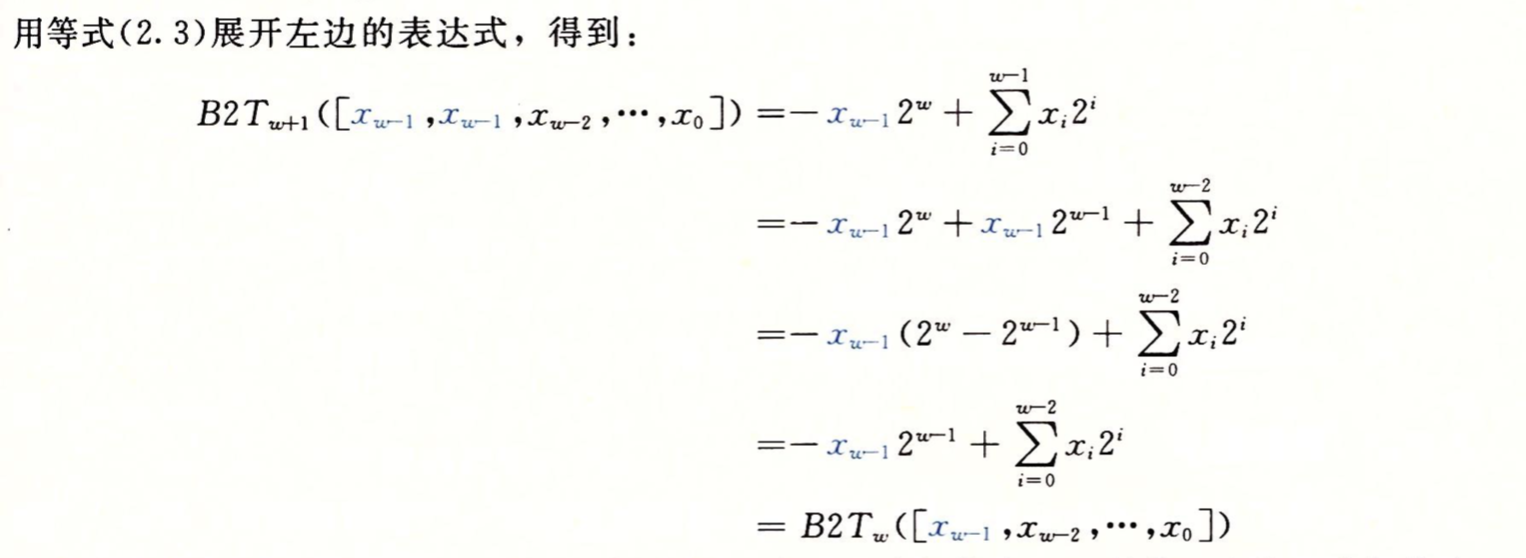 用等式(2.3)展开左边的表达式，得到：
$B2T_{w+1}([x_{w-1},x_{w-1},x_{w-2},\cdots,x_0]) = -x_{w-1}2^w + \sum_{i=0}^{w-1} x_i 2^i$
$= -x_{w-1}2^w + x_{w-1}2^{w-1} + \sum_{i=0}^{w-2} x_i 2^i$
$= -x_{w-1}(2^w - 2^{w-1}) + \sum_{i=0}^{w-2} x_i 2^i$
$= -x_{w-1}2^{w-1} + \sum_{i=0}^{w-2} x_i 2^i$
$= B2T_w([x_{w-1},x_{w-2},\cdots,x_0])$